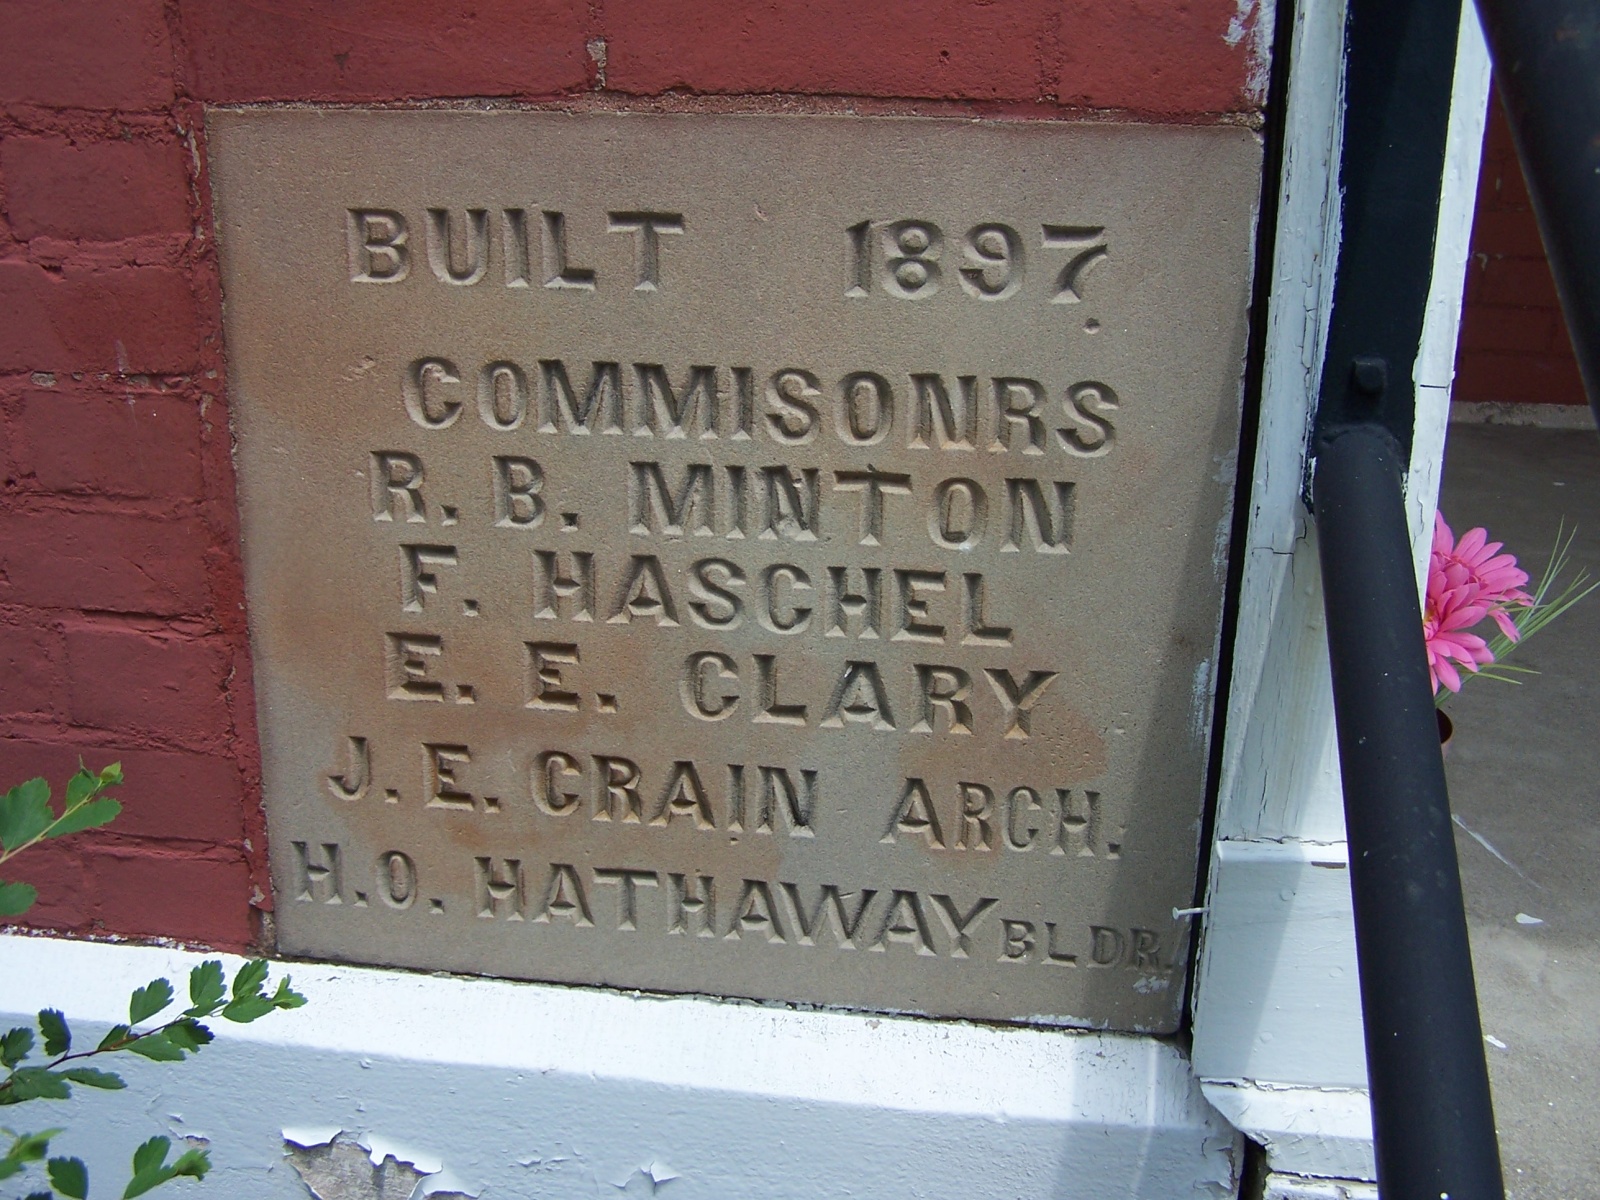 BUILT 1897.
COMMISONRS
R. B. MINTON
F. HASCHEL
E. E. CLARY
J. E. CRAIN ARCH.
H. O. HATHAWAY BLDR.